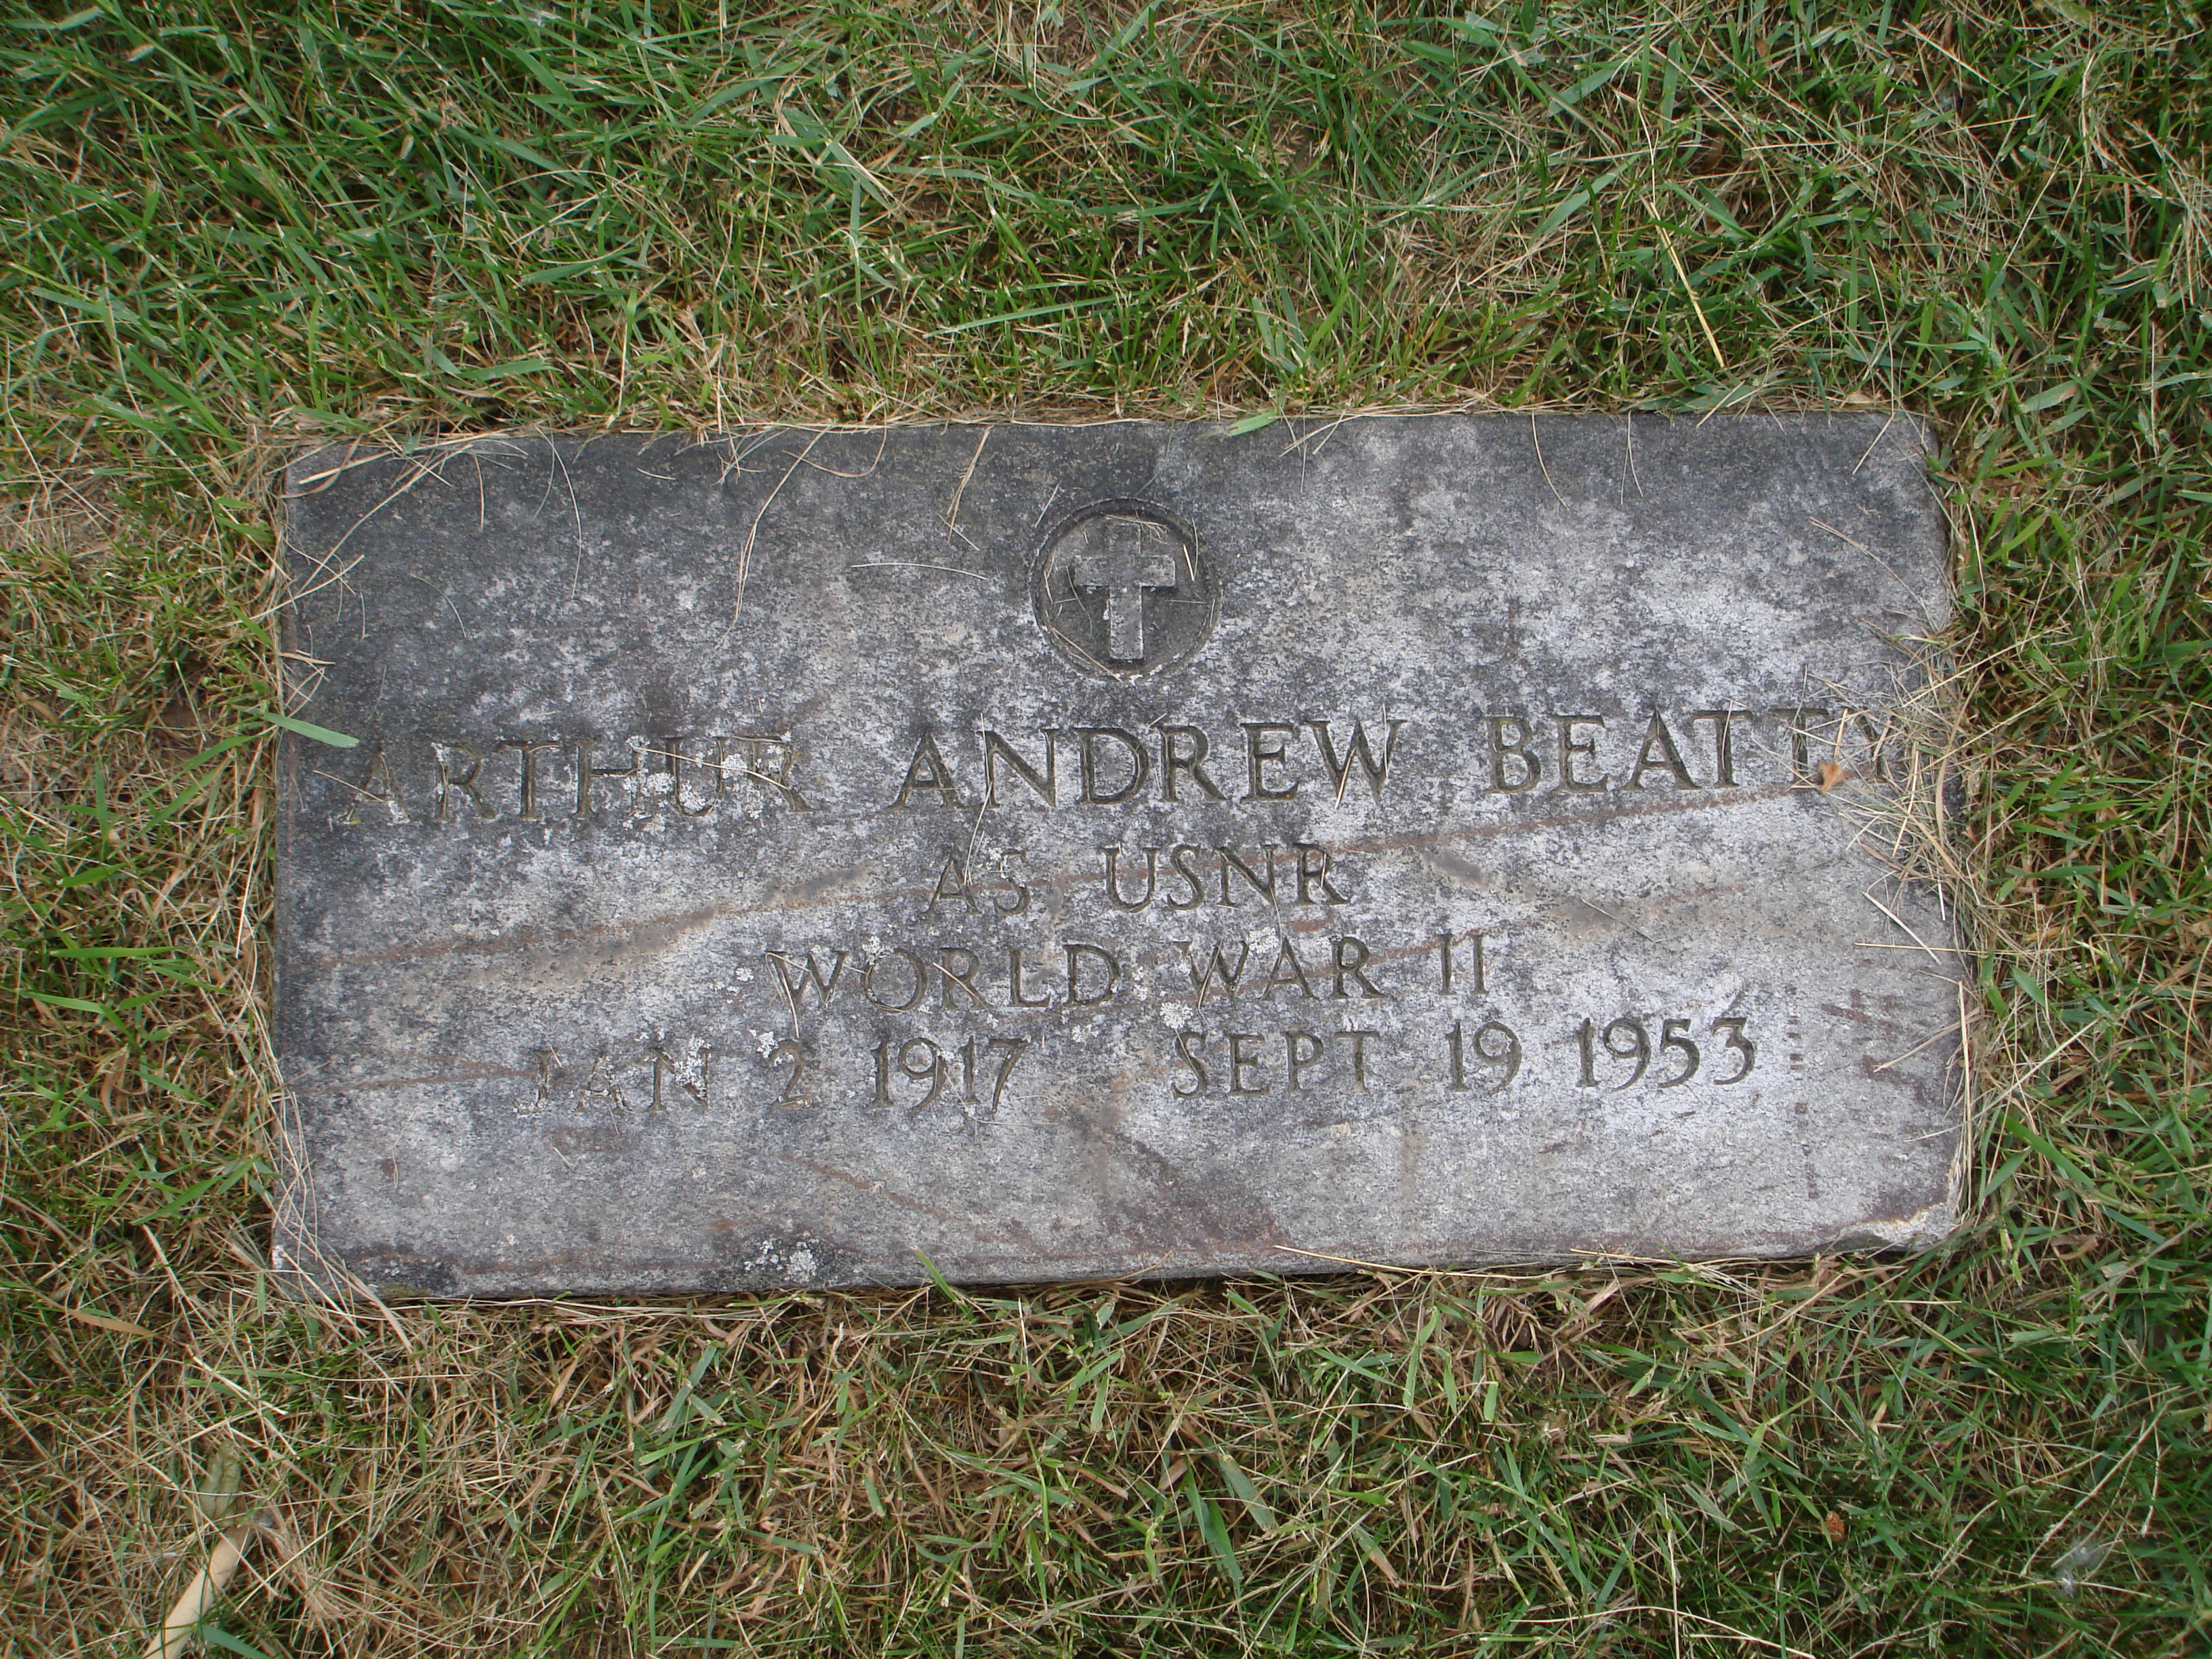 ARTHUR ANDREW BEATTY
AS USNR
WORLD WAR II
JAN 2 1917 SEPT 19 1953